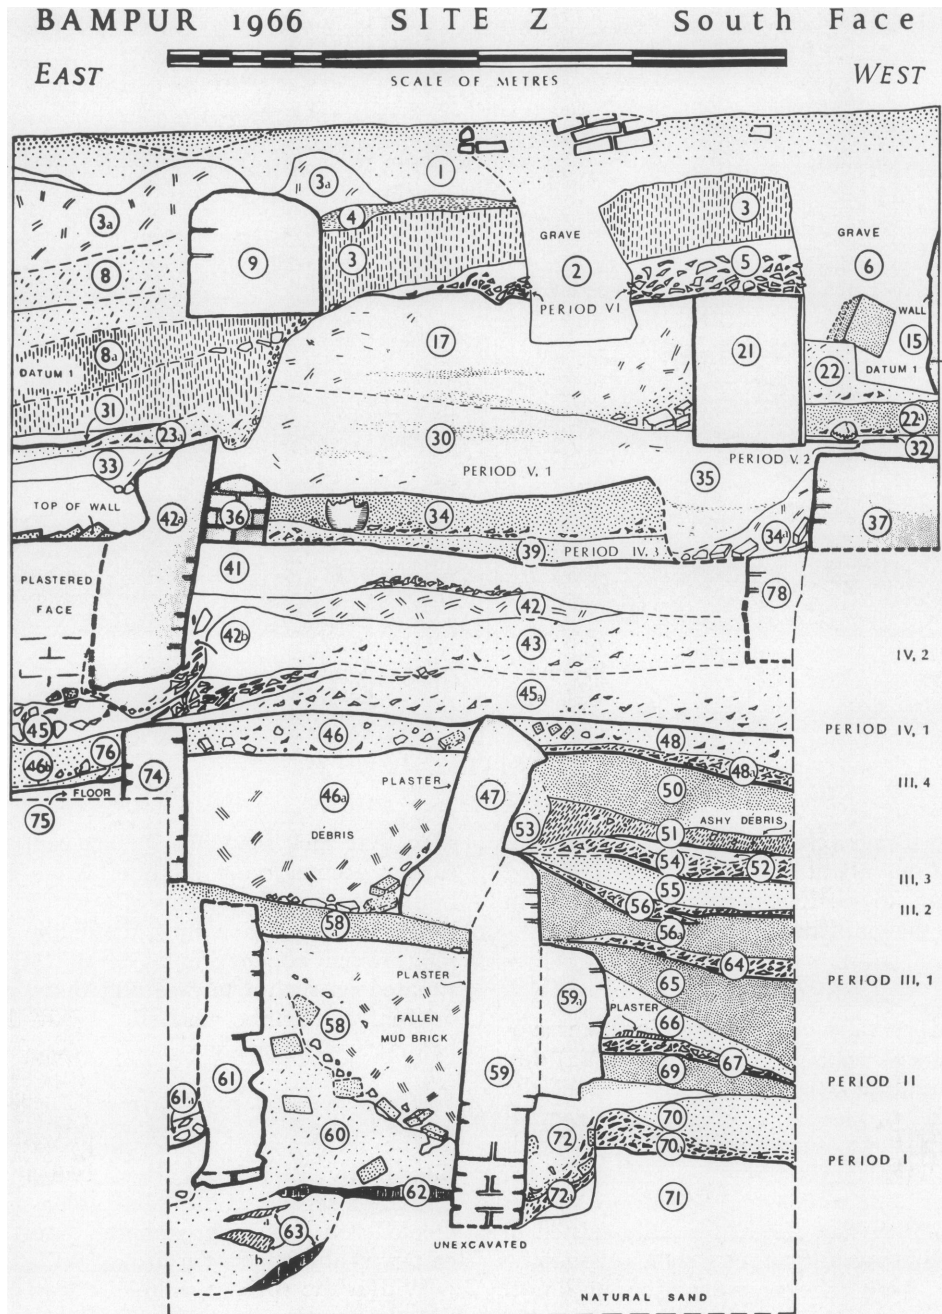 BAMPUR 1966 SITE Z South Face
EAST SCALE OF METRES WEST
1
3a
3a
4
3
3
GRAVE
GRAVE
8
9
2
5
6
PERIOD VI
WALL
17
21
15
8a
DATUM 1
22
DATUM 1
31
23a
30
22a
32
33
PERIOD V. 1
PERIOD V. 2
35
TOP OF WALL
42a
36
34
34a
37
39
PERIOD IV. 3
41
78
PLASTERED
FACE
42
42b
43
IV, 2
45a
45
46
48
PERIOD IV, 1
46b
76
74
48a
FLOOR
75
PLASTER
47
50
III, 4
46a
DEBRIS
53
51
ASHY DEBRIS
54
52
55
III, 3
56
III, 2
58
56a
64
PLASTER
59a
65
PERIOD III, 1
FALLEN
MUD BRICK
58
PLASTER
66
61
59
67
69
PERIOD II
61a
60
72
70
70a
PERIOD I
62
72a
71
63
a
b
UNEXCAVATED
NATURAL SAND